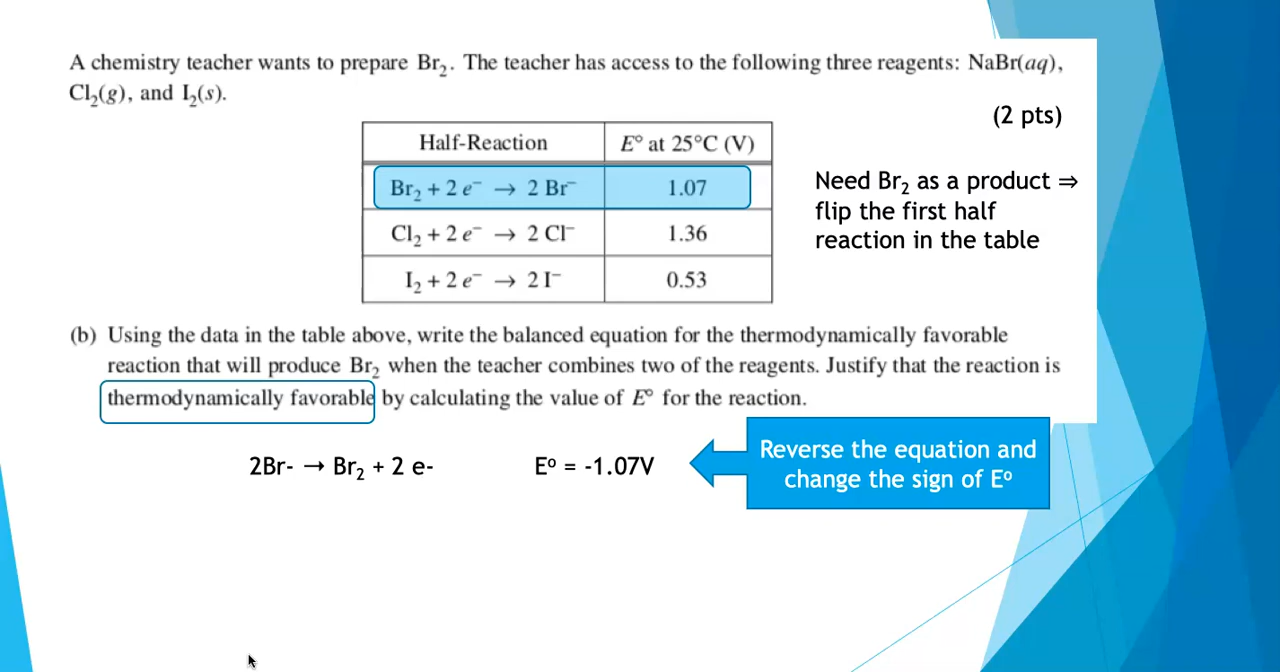 A chemistry teacher wants to prepare Br₂. The teacher has access to the following three reagents: NaBr(aq),
Cl₂(g), and I₂(s).
(2 pts)
Half-Reaction E° at 25°C (V)
Br₂ + 2 e⁻ → 2 Br⁻ 1.07
Cl₂ + 2 e⁻ → 2 Cl⁻ 1.36
I₂ + 2 e⁻ → 2 I⁻ 0.53
Need Br₂ as a product ⇒
flip the first half
reaction in the table
(b) Using the data in the table above, write the balanced equation for the thermodynamically favorable
reaction that will produce Br₂ when the teacher combines two of the reagents. Justify that the reaction is
thermodynamically favorable by calculating the value of E° for the reaction.
2Br- → Br₂ + 2 e- Eº = -1.07V
Reverse the equation and
change the sign of Eº